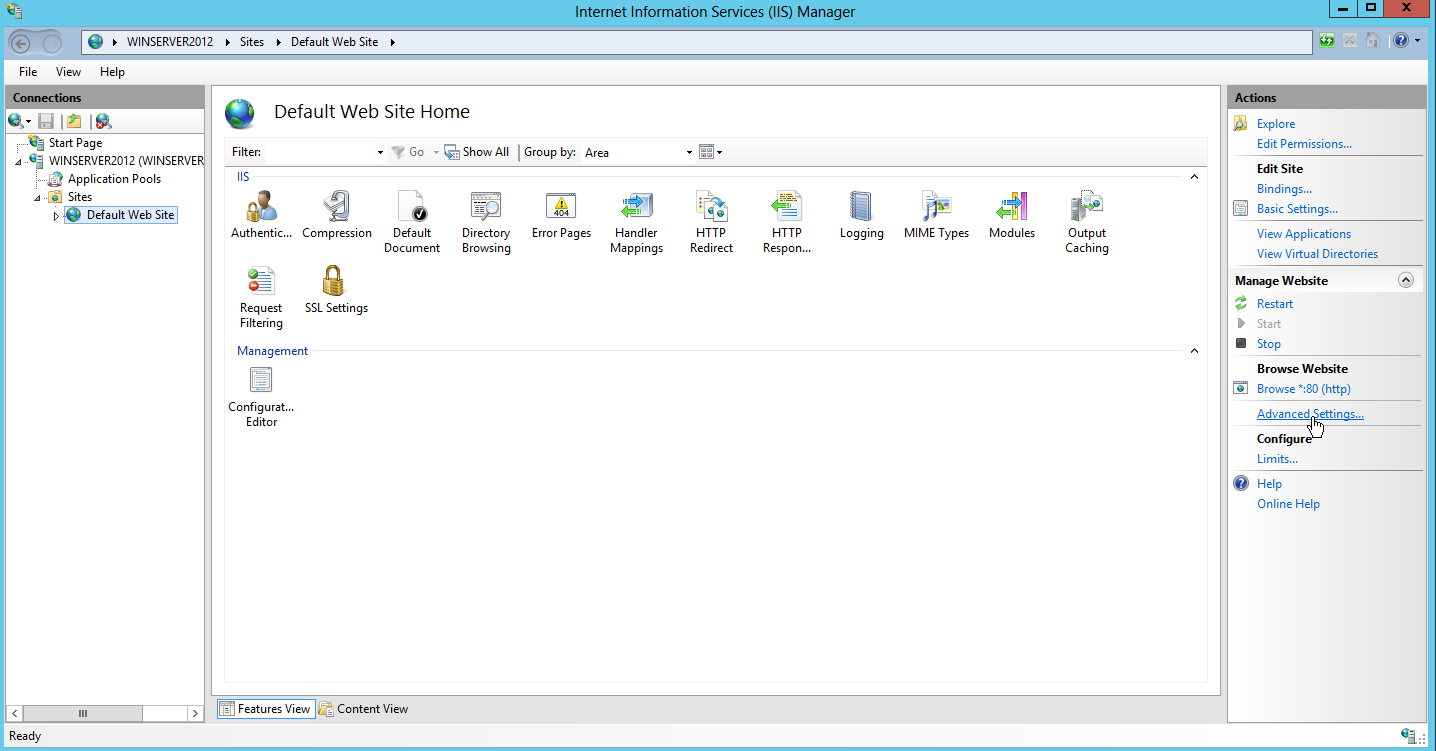 Internet Information Services (IIS) Manager
WINSERVER2012 Sites Default Web Site
File View Help
Connections
Start Page
WINSERVER2012 (WINSERVER
Application Pools
Sites
Default Web Site
Default Web Site Home
Filter: Go Show All Group by: Area
IIS
Authentic...
Compression
Default
Document
Directory
Browsing
Error Pages
404
Handler
Mappings
HTTP
Redirect
HTTP
Respon...
Logging
MIME Types
Modules
Output
Caching
Request
Filtering
SSL Settings
Management
Configurat...
Editor
Features View Content View
Actions
Explore
Edit Permissions...
Edit Site
Bindings...
Basic Settings...
View Applications
View Virtual Directories
Manage Website
Restart
Start
Stop
Browse Website
Browse *:80 (http)
Advanced Settings...
Configure
Limits...
Help
Online Help
Ready